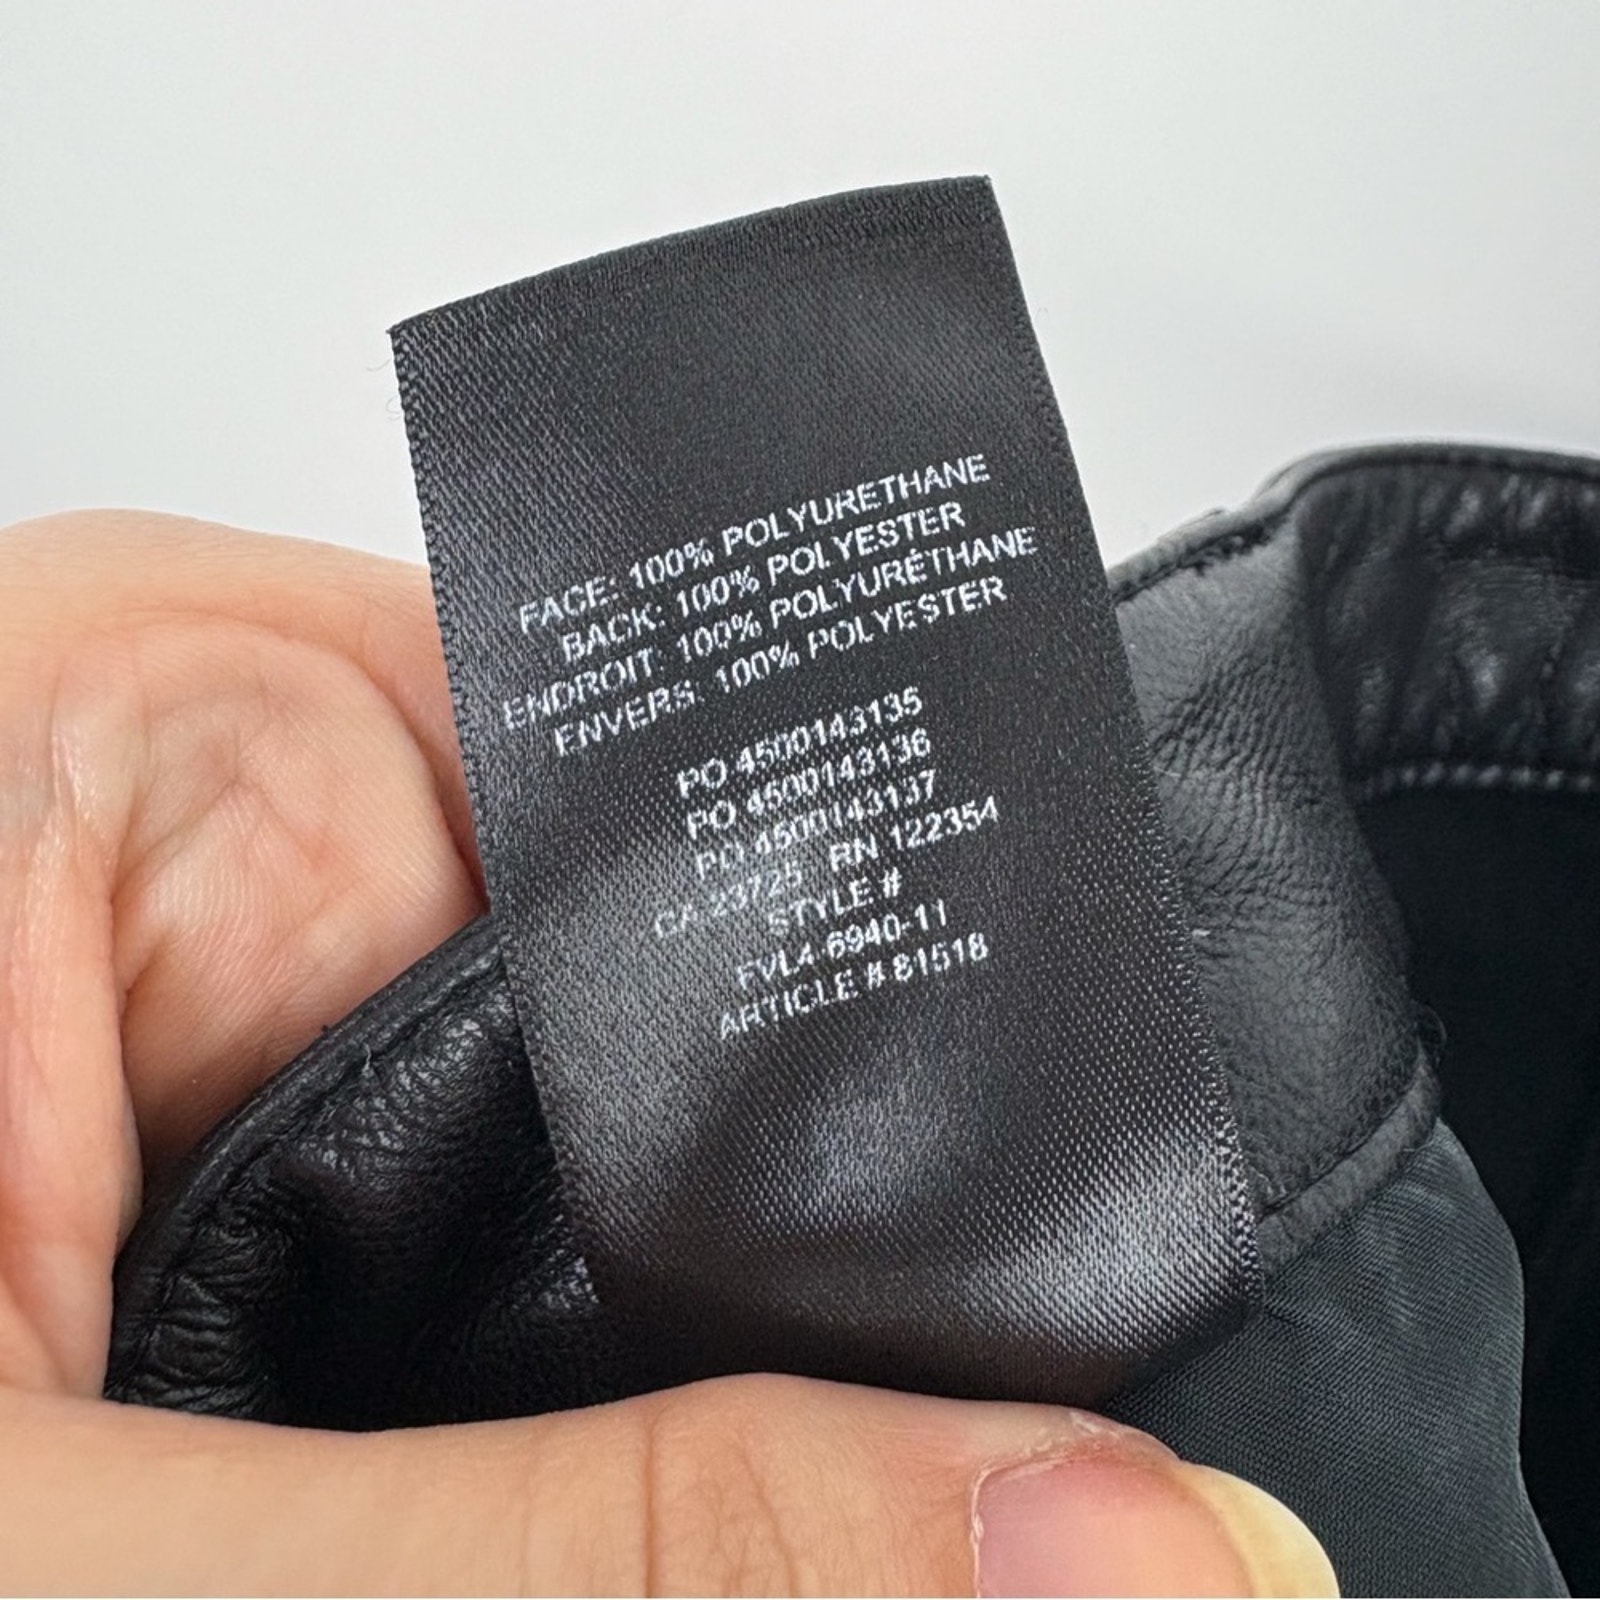 FACE: 100% POLYURETHANE
BACK: 100% POLYESTER
ENDROIT: 100% POLYURÉTHANE
ENVERS: 100% POLYESTER
PO 4500143135
PO 4500143136
PO 4500143137
CA 23725 RN 122354
STYLE #
FVL4-6940-11
ARTICLE # 81518